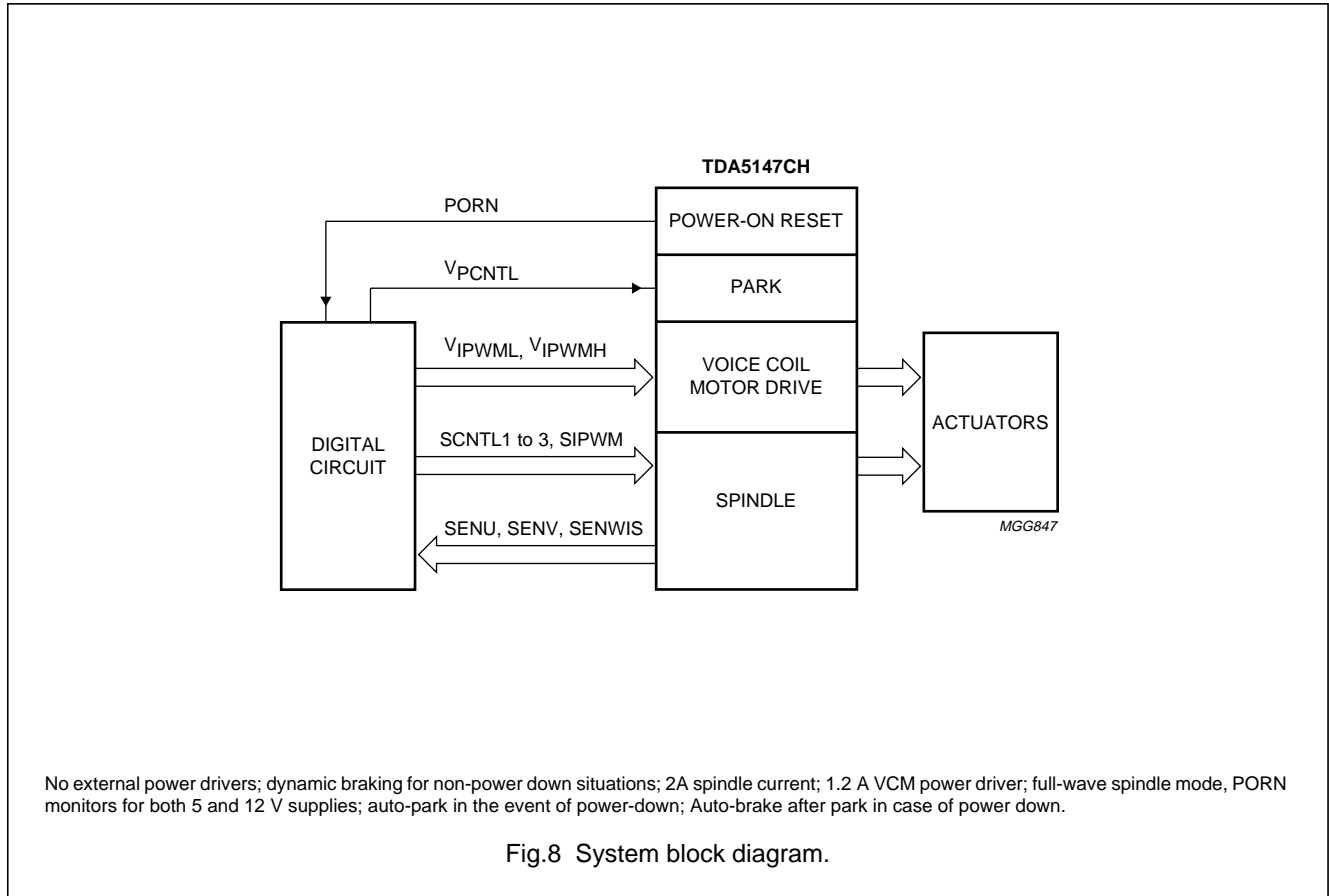 TDA5147CH
PORN
POWER-ON RESET
VPCNTL
PARK
VIPWML, VIPWMH
VOICE COIL
MOTOR DRIVE
ACTUATORS
DIGITAL
CIRCUIT
SCNTL1 to 3, SIPWM
SPINDLE
SENU, SENV, SENWIS
MGG847
No external power drivers; dynamic braking for non-power down situations; 2A spindle current; 1.2 A VCM power driver; full-wave spindle mode, PORN
monitors for both 5 and 12 V supplies; auto-park in the event of power-down; Auto-brake after park in case of power down.
Fig.8 System block diagram.